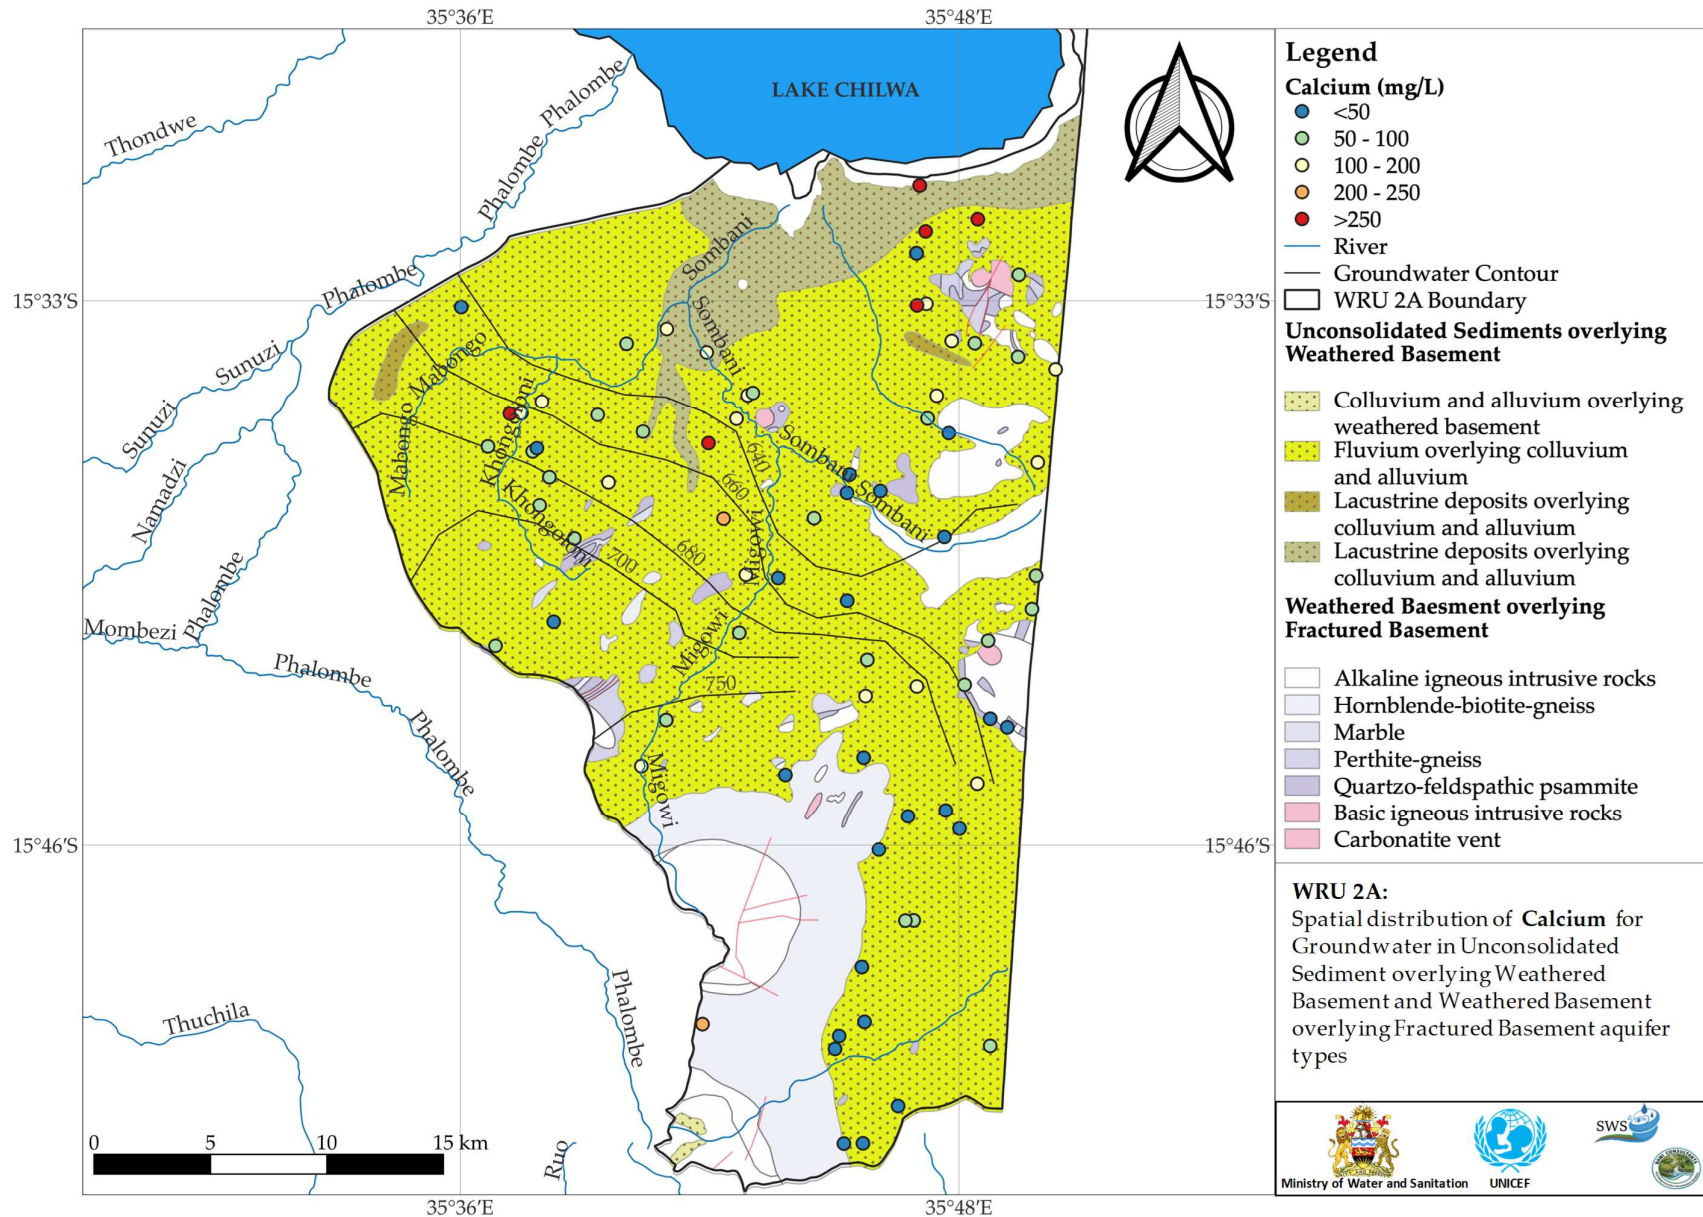 35°36′E
35°48′E
LAKE CHILWA
Thondwe
Phalombe
Phalombe
Phalombe
Phalombe
Sombani
Sombani
15°33′S
15°33′S
Sunuzi
Sunuzi
Mabongo
Mabongo
Khongoloni
Khongoloni
Sombani
Sombani
Namadzi
Phalombe
640
660
680
700
750
Migowi
Migowi
Migowi
Mombezi
Phalombe
Phalombe
15°46′S
15°46′S
Thuchila
Phalombe
Ruo
0 5 10 15 km
35°36′E
35°48′E
Legend
Calcium (mg/L)
<50
50 - 100
100 - 200
200 - 250
>250
River
Groundwater Contour
WRU 2A Boundary
Unconsolidated Sediments overlying
Weathered Basement
Colluvium and alluvium overlying
weathered basement
Fluvium overlying colluvium
and alluvium
Lacustrine deposits overlying
colluvium and alluvium
Lacustrine deposits overlying
colluvium and alluvium
Weathered Baesment overlying
Fractured Basement
Alkaline igneous intrusive rocks
Hornblende-biotite-gneiss
Marble
Perthite-gneiss
Quartzo-feldspathic psammite
Basic igneous intrusive rocks
Carbonatite vent
WRU 2A:
Spatial distribution of Calcium for
Groundwater in Unconsolidated
Sediment overlying Weathered
Basement and Weathered Basement
overlying Fractured Basement aquifer
types
Ministry of Water and Sanitation
UNICEF
SWS